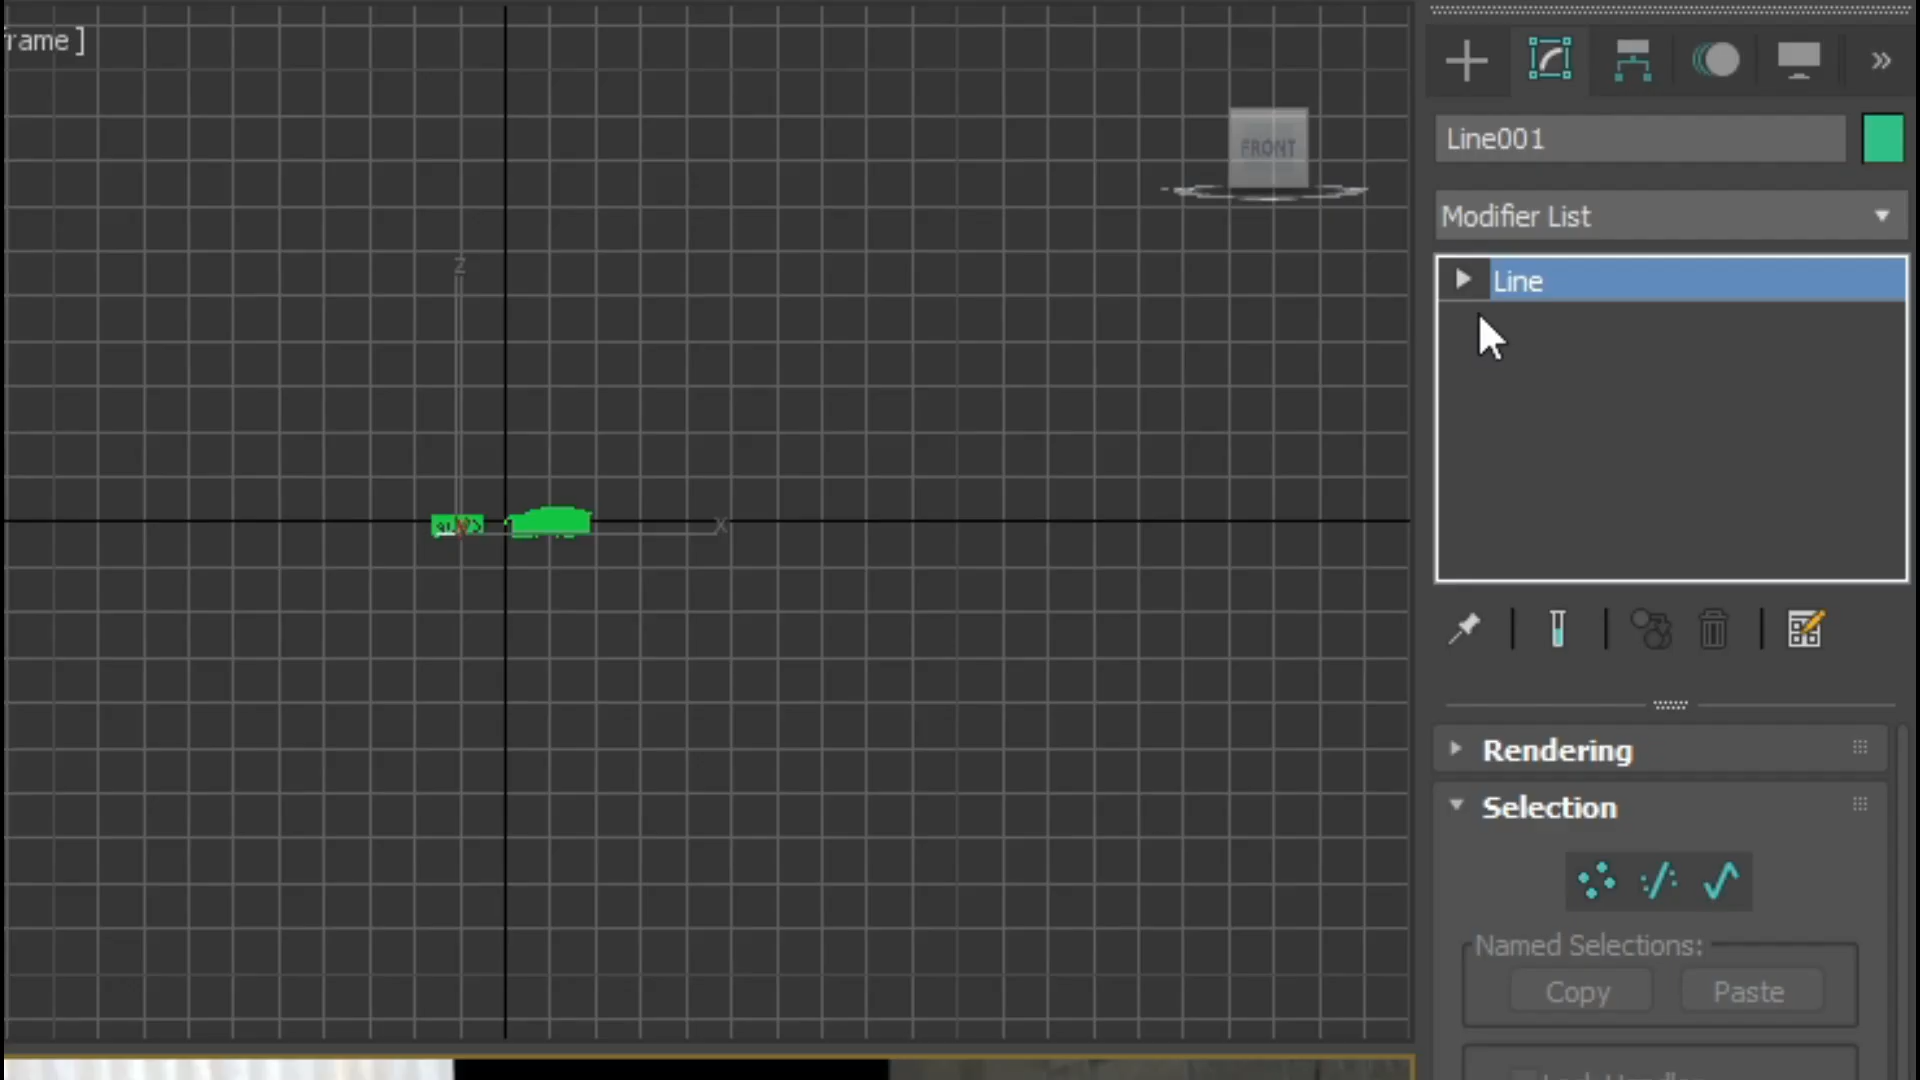 rame ]
FRONT
Line001
Modifier List
Line
z
x
Rendering
Selection
Named Selections:
Copy
Paste